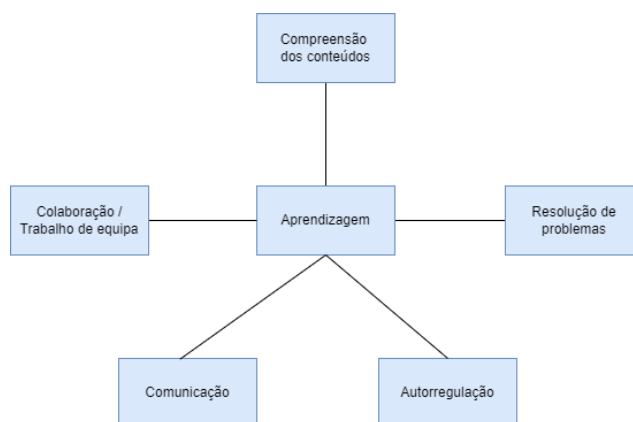 Compreensão
dos conteúdos
Colaboração /
Trabalho de equipa
Aprendizagem
Resolução de
problemas
Comunicação
Autorregulação